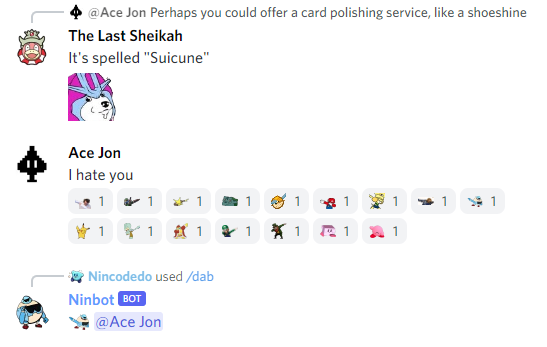 @Ace Jon Perhaps you could offer a card polishing service, like a shoeshine
The Last Sheikah
It's spelled "Suicune"
Ace Jon
I hate you
1 1 1 1 1 1 1 1 1
1 1 1 1 1 1 1
Nincodedo used /dab
Ninbot BOT
@Ace Jon